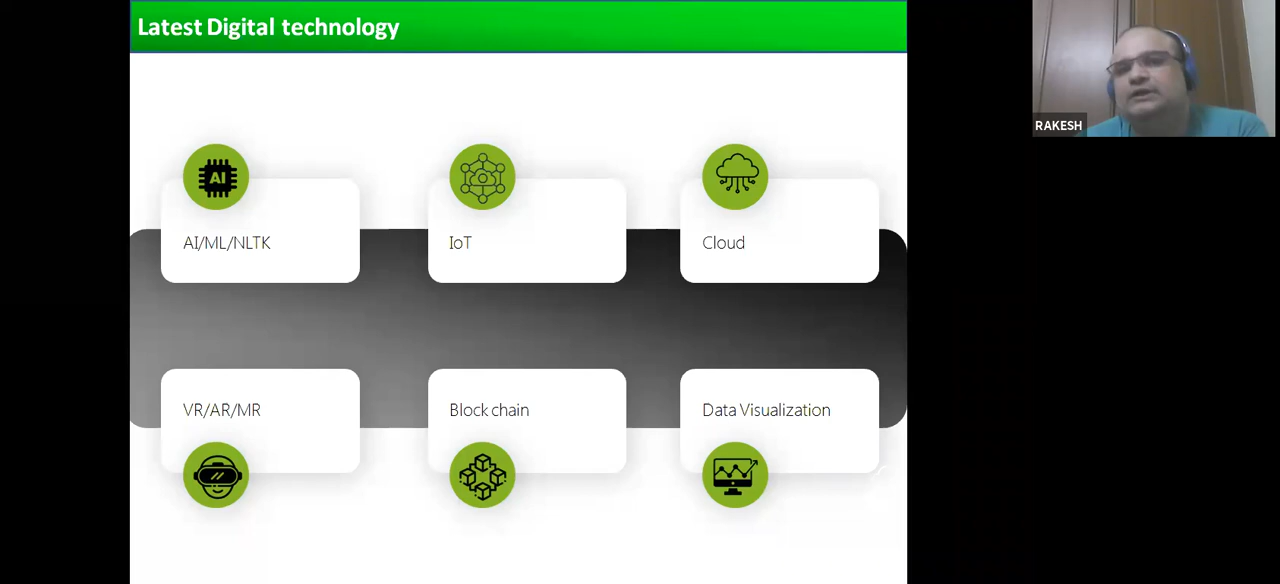 Latest Digital technology
RAKESH
AI
AI/ML/NLTK
IoT
Cloud
VR/AR/MR
Block chain
Data Visualization